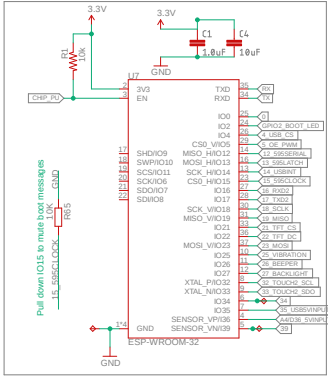 3.3V
3.3V
R1
10k
C1
1.0uF
C4
10uF
GND
U7
CHIP_PU
2
3V3
3
EN
TXD
35
RX
RXD
34
TX
IO0
25
0
IO2
24
GPIO2_BOOT_LED
IO4
26
4_USB_CS
CS0_V/IO5
29
5_OE_PWM
MISO_H/IO12
14
12_595SERIAL
MOSI_H/IO13
16
13_595LATCH
SCK_H/IO14
13
14_USBINT
CS0_H/IO15
23
15_595CLOCK
IO16
27
16_RXD2
IO17
28
17_TXD2
SCK_V/IO18
30
18_SCLK
MISO_V/IO19
31
19_MISO
IO21
33
21_TFT_CS
IO22
36
22_TFT_DC
MOSI_V/IO23
37
23_MOSI
IO25
10
25_VIBRATION
IO26
11
26_BEEPER
IO27
12
27_BACKLIGHT
XTAL_P/IO32
8
32_TOUCH2_SCL
XTAL_N/IO33
9
33_TOUCH2_SDO
IO34
6
34
IO35
7
35_USB5VINPUT
SENSOR_VP/I36
4
A4/D36_5VINPU
SENSOR_VN/I39
5
39
17
SHD/IO9
18
SWP/IO10
19
SCS/IO11
20
SCK/IO6
21
SDO/IO7
22
SDI/IO8
1*4
GND
ESP-WROOM-32
GND
Pull down IO15 to mute boot messages
GND
10K
R65
15_595CLOCK